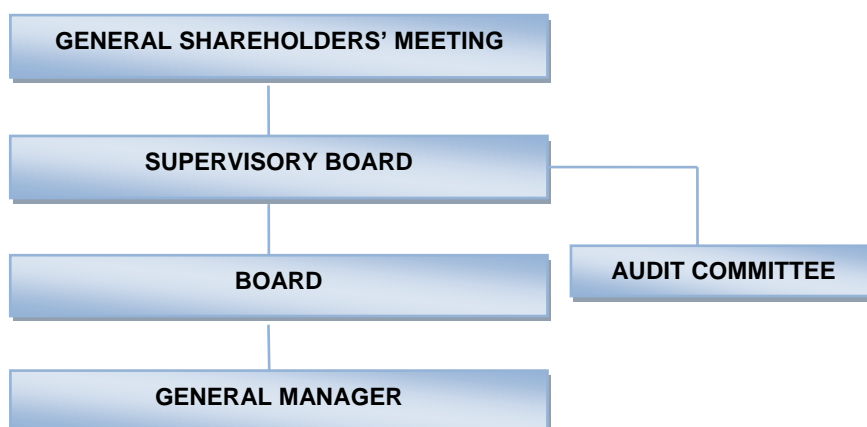 GENERAL SHAREHOLDERS’ MEETING
SUPERVISORY BOARD
BOARD
AUDIT COMMITTEE
GENERAL MANAGER